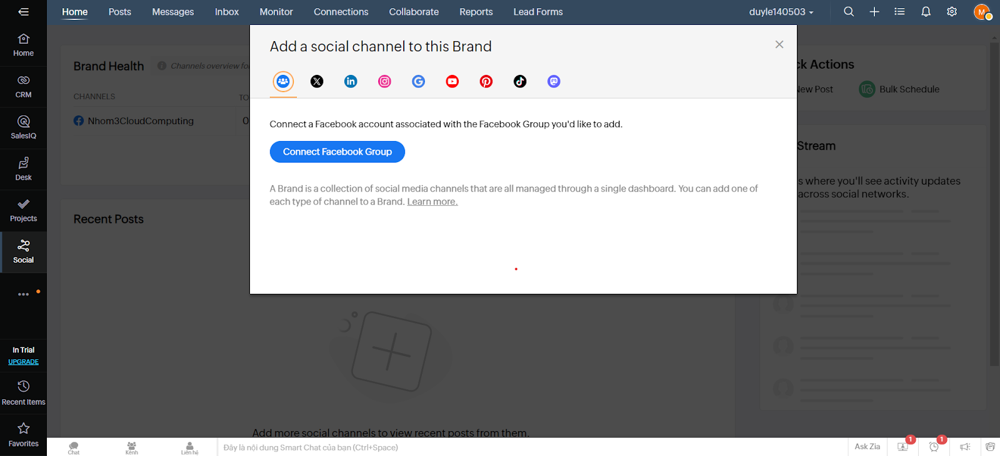 Home Posts Messages Inbox Monitor Connections Collaborate Reports Lead Forms duyle140503 M
Home
CRM
SalesIQ
Desk
Projects
Social
In Trial
UPGRADE
Recent Items
Favorites
Brand Health Channels overview for
CHANNELS TO
Nhom3CloudComputing 0
Recent Posts
Add a social channel to this Brand
Connect a Facebook account associated with the Facebook Group you'd like to add.
Connect Facebook Group
A Brand is a collection of social media channels that are all managed through a single dashboard. You can add one of
each type of channel to a Brand. Learn more.
ck Actions
New Post Bulk Schedule
Stream
s where you'll see activity updates
across social networks.
Add more social channels to view recent posts from them.
Chat Kênh Liên hệ Đây là nội dung Smart Chat của bạn (Ctrl+Space) Ask Zia 1 1